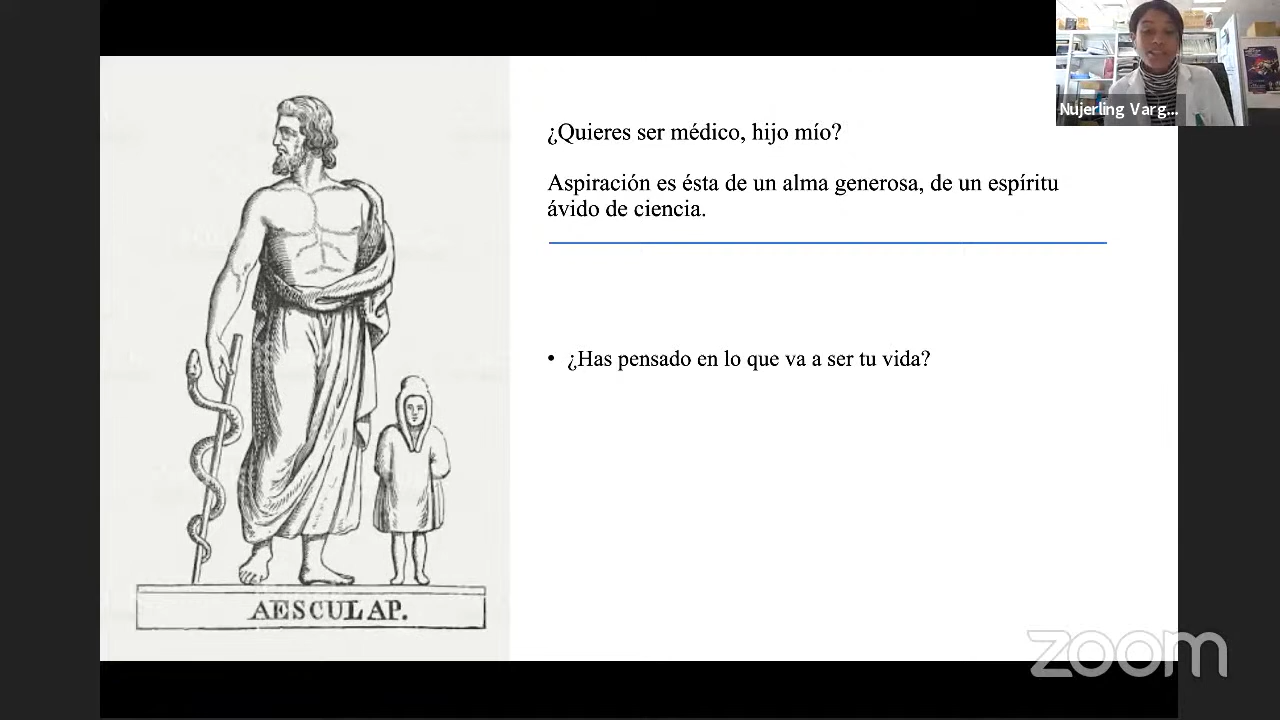 ¿Quieres ser médico, hijo mío?
Aspiración es ésta de un alma generosa, de un espíritu
ávido de ciencia.
• ¿Has pensado en lo que va a ser tu vida?
AESCULAP.
Nujerling Varg...
zoom